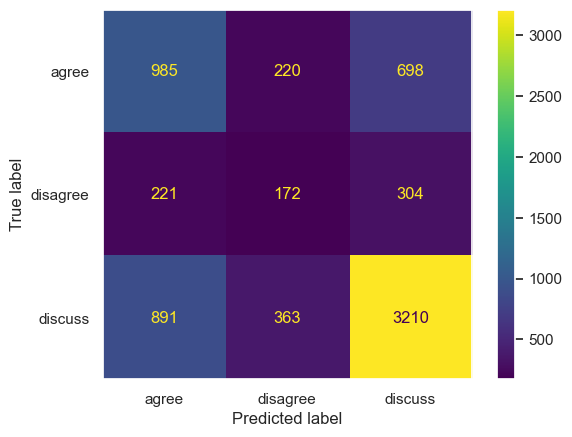 agree
985 220 698
disagree
221 172 304
discuss
891 363 3210
agree disagree discuss
Predicted label
True label
3000
2500
2000
1500
1000
500